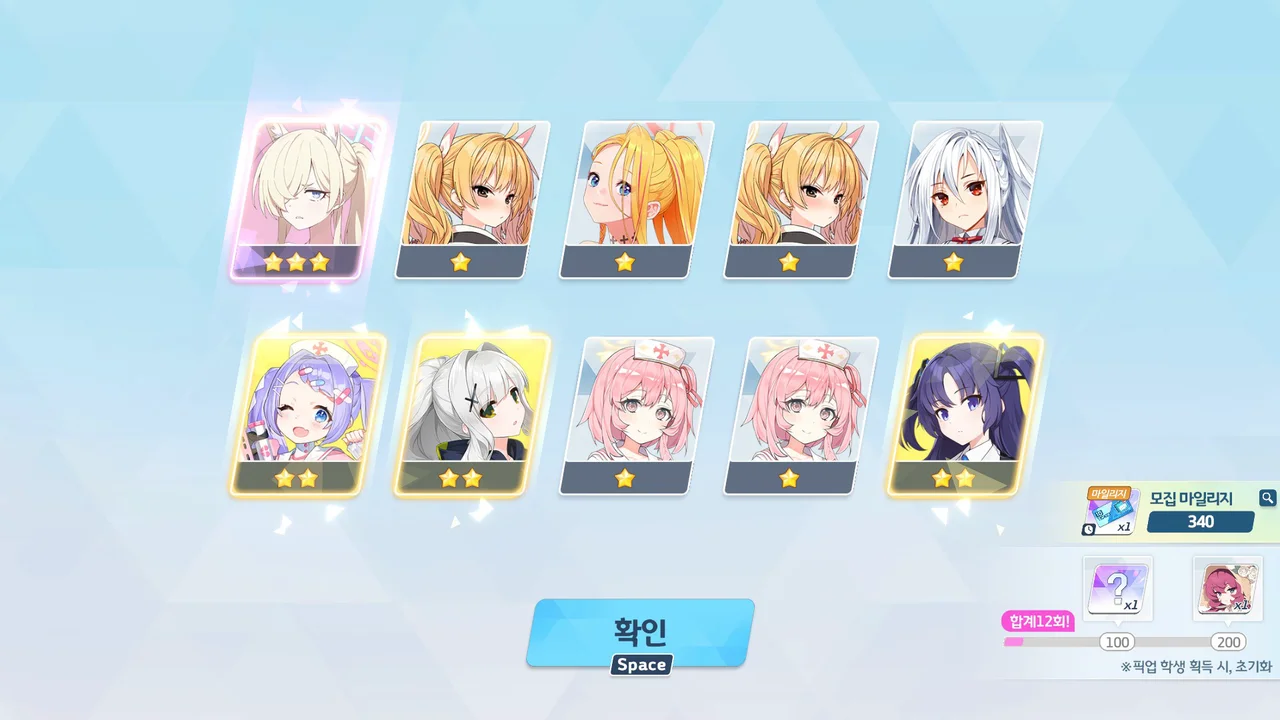 마일리지
x1
모집 마일리지
340
?
x1
x1
합계12회!
100
200
※픽업 학생 획득 시, 초기화
확인
Space